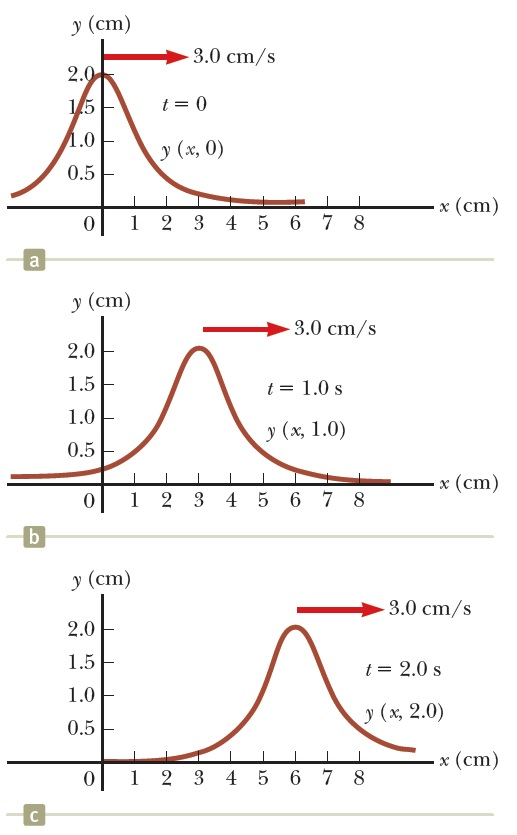 y (cm)
3.0 cm/s
2.0
t = 0
1.5
1.0
y (x, 0)
0.5
x (cm)
0 1 2 3 4 5 6 7 8
a
y (cm)
3.0 cm/s
2.0
1.5
t = 1.0 s
1.0
y (x, 1.0)
0.5
x (cm)
0 1 2 3 4 5 6 7 8
b
y (cm)
3.0 cm/s
2.0
1.5
t = 2.0 s
1.0
y (x, 2.0)
0.5
x (cm)
0 1 2 3 4 5 6 7 8
c